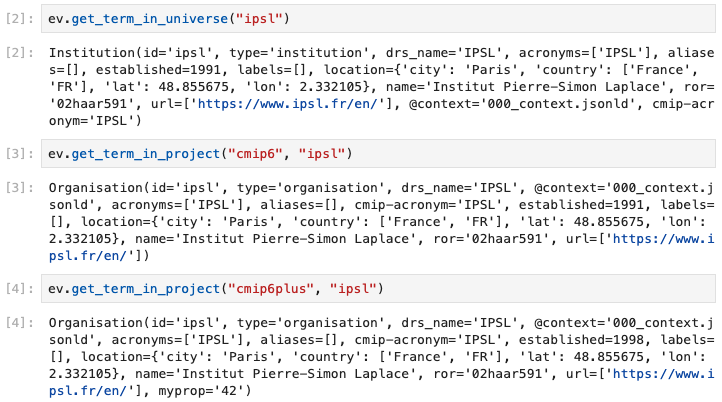 [2]: ev.get_term_in_universe("ipsl")
[2]: Institution(id='ipsl', type='institution', drs_name='IPSL', acronyms=['IPSL'], aliase
s=[], established=1991, labels=[], location={'city': 'Paris', 'country': ['France',
'FR'], 'lat': 48.855675, 'lon': 2.332105}, name='Institut Pierre-Simon Laplace', ror=
'02haar591', url=['https://www.ipsl.fr/en/'], @context='000_context.jsonld', cmip-acr
onym='IPSL')
[3]: ev.get_term_in_project("cmip6", "ipsl")
[3]: Organisation(id='ipsl', type='organisation', drs_name='IPSL', @context='000_context.j
sonld', acronyms=['IPSL'], aliases=[], cmip-acronym='IPSL', established=1991, labels=
[], location={'city': 'Paris', 'country': ['France', 'FR'], 'lat': 48.855675, 'lon':
2.332105}, name='Institut Pierre-Simon Laplace', ror='02haar591', url=['https://www.i
psl.fr/en/'])
[4]: ev.get_term_in_project("cmip6plus", "ipsl")
[4]: Organisation(id='ipsl', type='organisation', drs_name='IPSL', @context='000_context.j
sonld', acronyms=['IPSL'], aliases=[], cmip-acronym='IPSL', established=1998, labels=
[], location={'city': 'Paris', 'country': ['France', 'FR'], 'lat': 48.855675, 'lon':
2.332105}, name='Institut Pierre-Simon Laplace', ror='02haar591', url=['https://www.i
psl.fr/en/'], myprop='42')